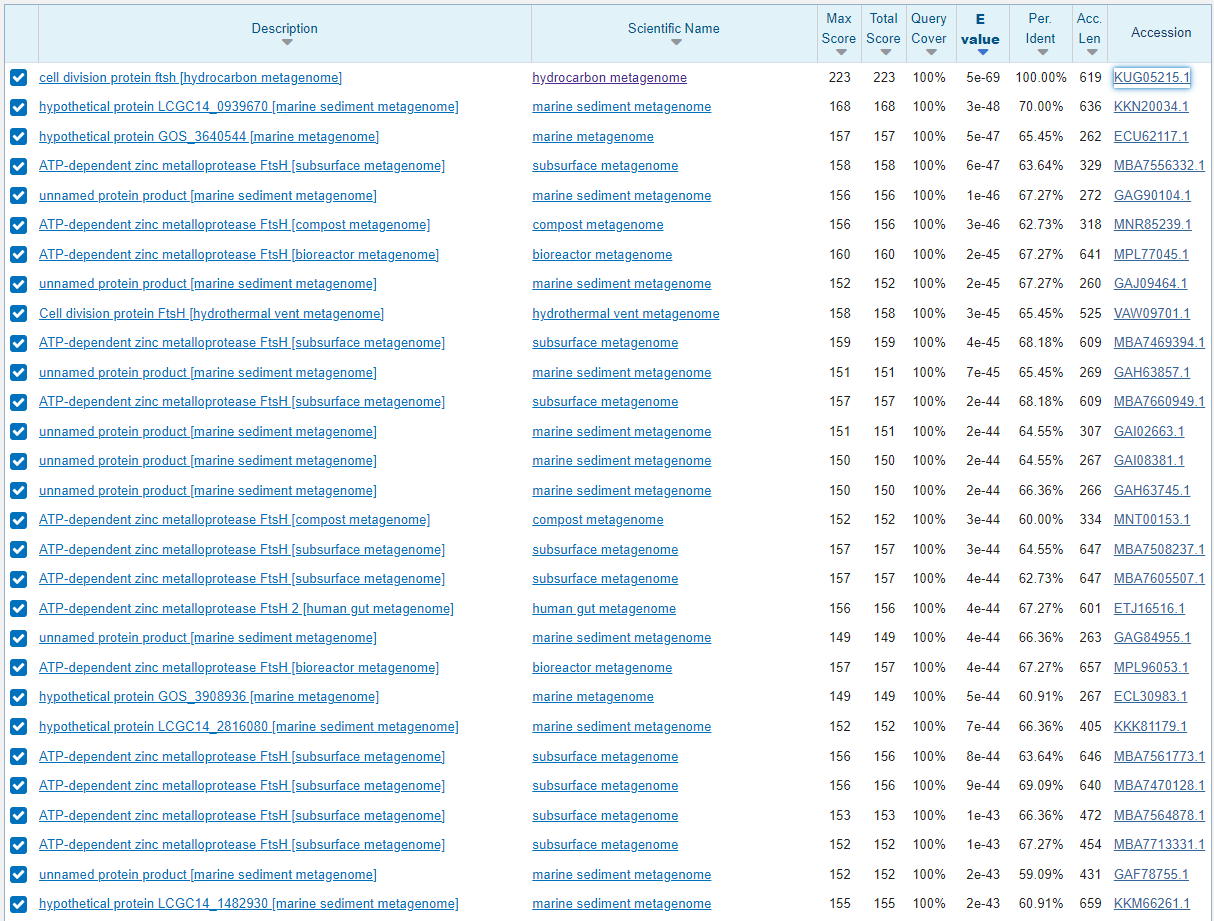 Description Scientific Name Max Score Total Score Query Cover E value Per. Ident Acc. Len Accession
cell division protein ftsh [hydrocarbon metagenome] hydrocarbon metagenome 223 223 100% 5e-69 100.00% 619 KUG05215.1
hypothetical protein LCGC14_0939670 [marine sediment metagenome] marine sediment metagenome 168 168 100% 3e-48 70.00% 636 KKN20034.1
hypothetical protein GOS_3640544 [marine metagenome] marine metagenome 157 157 100% 5e-47 65.45% 262 ECU62117.1
ATP-dependent zinc metalloprotease FtsH [subsurface metagenome] subsurface metagenome 158 158 100% 6e-47 63.64% 329 MBA7556332.1
unnamed protein product [marine sediment metagenome] marine sediment metagenome 156 156 100% 1e-46 67.27% 272 GAG90104.1
ATP-dependent zinc metalloprotease FtsH [compost metagenome] compost metagenome 156 156 100% 3e-46 62.73% 318 MNR85239.1
ATP-dependent zinc metalloprotease FtsH [bioreactor metagenome] bioreactor metagenome 160 160 100% 2e-45 67.27% 641 MPL77045.1
unnamed protein product [marine sediment metagenome] marine sediment metagenome 152 152 100% 2e-45 67.27% 260 GAJ09464.1
Cell division protein FtsH [hydrothermal vent metagenome] hydrothermal vent metagenome 158 158 100% 3e-45 65.45% 525 VAW09701.1
ATP-dependent zinc metalloprotease FtsH [subsurface metagenome] subsurface metagenome 159 159 100% 4e-45 68.18% 609 MBA7469394.1
unnamed protein product [marine sediment metagenome] marine sediment metagenome 151 151 100% 7e-45 65.45% 269 GAH63857.1
ATP-dependent zinc metalloprotease FtsH [subsurface metagenome] subsurface metagenome 157 157 100% 2e-44 68.18% 609 MBA7660949.1
unnamed protein product [marine sediment metagenome] marine sediment metagenome 151 151 100% 2e-44 64.55% 307 GAI02663.1
unnamed protein product [marine sediment metagenome] marine sediment metagenome 150 150 100% 2e-44 64.55% 267 GAI08381.1
unnamed protein product [marine sediment metagenome] marine sediment metagenome 150 150 100% 2e-44 66.36% 266 GAH63745.1
ATP-dependent zinc metalloprotease FtsH [compost metagenome] compost metagenome 152 152 100% 3e-44 60.00% 334 MNT00153.1
ATP-dependent zinc metalloprotease FtsH [subsurface metagenome] subsurface metagenome 157 157 100% 3e-44 64.55% 647 MBA7508237.1
ATP-dependent zinc metalloprotease FtsH [subsurface metagenome] subsurface metagenome 157 157 100% 4e-44 62.73% 647 MBA7605507.1
ATP-dependent zinc metalloprotease FtsH 2 [human gut metagenome] human gut metagenome 156 156 100% 4e-44 67.27% 601 ETJ16516.1
unnamed protein product [marine sediment metagenome] marine sediment metagenome 149 149 100% 4e-44 66.36% 263 GAG84955.1
ATP-dependent zinc metalloprotease FtsH [bioreactor metagenome] bioreactor metagenome 157 157 100% 4e-44 67.27% 657 MPL96053.1
hypothetical protein GOS_3908936 [marine metagenome] marine metagenome 149 149 100% 5e-44 60.91% 267 ECL30983.1
hypothetical protein LCGC14_2816080 [marine sediment metagenome] marine sediment metagenome 152 152 100% 7e-44 66.36% 405 KKK81179.1
ATP-dependent zinc metalloprotease FtsH [subsurface metagenome] subsurface metagenome 156 156 100% 8e-44 63.64% 646 MBA7561773.1
ATP-dependent zinc metalloprotease FtsH [subsurface metagenome] subsurface metagenome 156 156 100% 9e-44 69.09% 640 MBA7470128.1
ATP-dependent zinc metalloprotease FtsH [subsurface metagenome] subsurface metagenome 153 153 100% 1e-43 66.36% 472 MBA7564878.1
ATP-dependent zinc metalloprotease FtsH [subsurface metagenome] subsurface metagenome 152 152 100% 1e-43 67.27% 454 MBA7713331.1
unnamed protein product [marine sediment metagenome] marine sediment metagenome 152 152 100% 2e-43 59.09% 431 GAF78755.1
hypothetical protein LCGC14_1482930 [marine sediment metagenome] marine sediment metagenome 155 155 100% 2e-43 60.91% 659 KKM66261.1